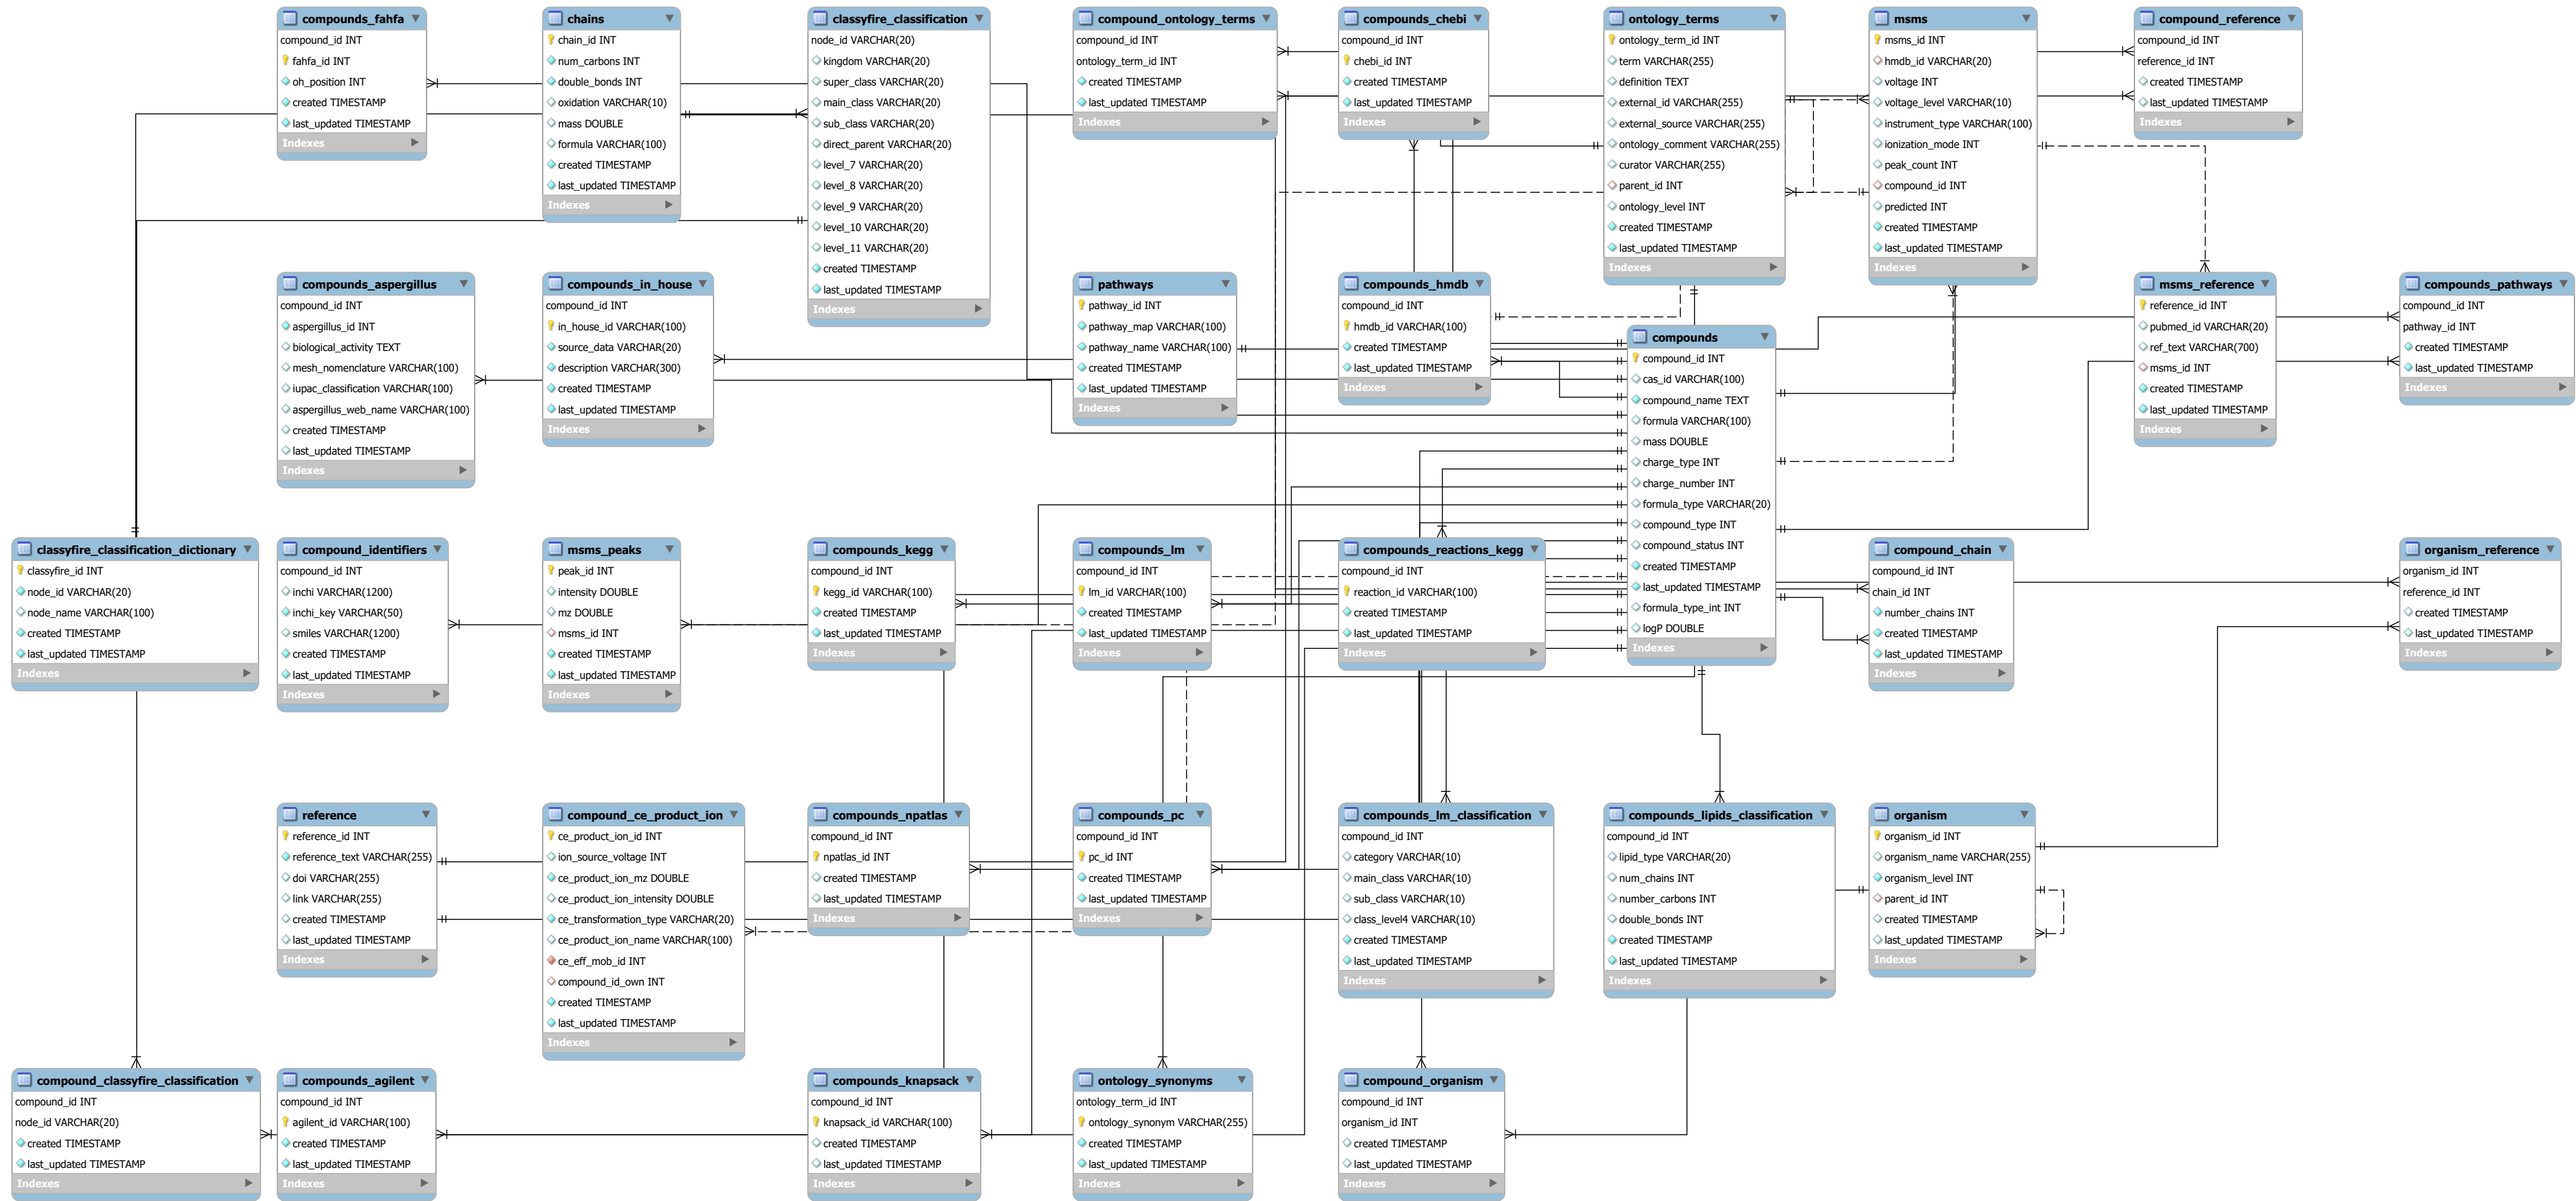 compounds_fahfa
compound_id INT
fahfa_id INT
oh_position INT
created TIMESTAMP
last_updated TIMESTAMP
Indexes
chains
chain_id INT
num_carbons INT
double_bonds INT
oxidation VARCHAR(10)
mass DOUBLE
formula VARCHAR(100)
created TIMESTAMP
last_updated TIMESTAMP
Indexes
classyfire_classification
node_id VARCHAR(20)
kingdom VARCHAR(20)
super_class VARCHAR(20)
main_class VARCHAR(20)
sub_class VARCHAR(20)
direct_parent VARCHAR(20)
level_7 VARCHAR(20)
level_8 VARCHAR(20)
level_9 VARCHAR(20)
level_10 VARCHAR(20)
level_11 VARCHAR(20)
created TIMESTAMP
last_updated TIMESTAMP
Indexes
compound_ontology_terms
compound_id INT
ontology_term_id INT
created TIMESTAMP
last_updated TIMESTAMP
Indexes
compounds_chebi
compound_id INT
chebi_id INT
created TIMESTAMP
last_updated TIMESTAMP
Indexes
ontology_terms
ontology_term_id INT
term VARCHAR(255)
definition TEXT
external_id VARCHAR(255)
external_source VARCHAR(255)
ontology_comment VARCHAR(255)
curator VARCHAR(255)
parent_id INT
ontology_level INT
created TIMESTAMP
last_updated TIMESTAMP
Indexes
msms
msms_id INT
hmdb_id VARCHAR(20)
voltage INT
voltage_level VARCHAR(10)
instrument_type VARCHAR(100)
ionization_mode INT
peak_count INT
compound_id INT
predicted INT
created TIMESTAMP
last_updated TIMESTAMP
Indexes
compound_reference
compound_id INT
reference_id INT
created TIMESTAMP
last_updated TIMESTAMP
Indexes
compounds_aspergillus
compound_id INT
aspergillus_id INT
biological_activity TEXT
mesh_nomenclature VARCHAR(100)
iupac_classification VARCHAR(100)
aspergillus_web_name VARCHAR(100)
created TIMESTAMP
last_updated TIMESTAMP
Indexes
compounds_in_house
compound_id INT
in_house_id VARCHAR(100)
source_data VARCHAR(20)
description VARCHAR(300)
created TIMESTAMP
last_updated TIMESTAMP
Indexes
pathways
pathway_id INT
pathway_map VARCHAR(100)
pathway_name VARCHAR(100)
created TIMESTAMP
last_updated TIMESTAMP
Indexes
compounds_hmdb
compound_id INT
hmdb_id VARCHAR(100)
created TIMESTAMP
last_updated TIMESTAMP
Indexes
compounds
compound_id INT
cas_id VARCHAR(100)
compound_name TEXT
formula VARCHAR(100)
mass DOUBLE
charge_type INT
charge_number INT
formula_type VARCHAR(20)
compound_type INT
compound_status INT
created TIMESTAMP
last_updated TIMESTAMP
formula_type_int INT
logP DOUBLE
Indexes
msms_reference
reference_id INT
pubmed_id VARCHAR(20)
ref_text VARCHAR(700)
msms_id INT
created TIMESTAMP
last_updated TIMESTAMP
Indexes
compounds_pathways
compound_id INT
pathway_id INT
created TIMESTAMP
last_updated TIMESTAMP
Indexes
classyfire_classification_dictionary
classyfire_id INT
node_id VARCHAR(20)
node_name VARCHAR(100)
created TIMESTAMP
last_updated TIMESTAMP
Indexes
compound_identifiers
compound_id INT
inchi VARCHAR(1200)
inchi_key VARCHAR(50)
smiles VARCHAR(1200)
created TIMESTAMP
last_updated TIMESTAMP
Indexes
msms_peaks
peak_id INT
intensity DOUBLE
mz DOUBLE
msms_id INT
created TIMESTAMP
last_updated TIMESTAMP
Indexes
compounds_kegg
compound_id INT
kegg_id VARCHAR(100)
created TIMESTAMP
last_updated TIMESTAMP
Indexes
compounds_lm
compound_id INT
lm_id VARCHAR(100)
created TIMESTAMP
last_updated TIMESTAMP
Indexes
compounds_reactions_kegg
compound_id INT
reaction_id VARCHAR(100)
created TIMESTAMP
last_updated TIMESTAMP
Indexes
compound_chain
compound_id INT
chain_id INT
number_chains INT
created TIMESTAMP
last_updated TIMESTAMP
Indexes
organism_reference
organism_id INT
reference_id INT
created TIMESTAMP
last_updated TIMESTAMP
Indexes
reference
reference_id INT
reference_text VARCHAR(255)
doi VARCHAR(255)
link VARCHAR(255)
created TIMESTAMP
last_updated TIMESTAMP
Indexes
compound_ce_product_ion
ce_product_ion_id INT
ion_source_voltage INT
ce_product_ion_mz DOUBLE
ce_product_ion_intensity DOUBLE
ce_transformation_type VARCHAR(20)
ce_product_ion_name VARCHAR(100)
ce_eff_mob_id INT
compound_id_own INT
created TIMESTAMP
last_updated TIMESTAMP
Indexes
compounds_npatlas
compound_id INT
npatlas_id INT
created TIMESTAMP
last_updated TIMESTAMP
Indexes
compounds_pc
compound_id INT
pc_id INT
created TIMESTAMP
last_updated TIMESTAMP
Indexes
compounds_lm_classification
compound_id INT
category VARCHAR(10)
main_class VARCHAR(10)
sub_class VARCHAR(10)
class_level4 VARCHAR(10)
created TIMESTAMP
last_updated TIMESTAMP
Indexes
compounds_lipids_classification
compound_id INT
lipid_type VARCHAR(20)
num_chains INT
number_carbons INT
double_bonds INT
created TIMESTAMP
last_updated TIMESTAMP
Indexes
organism
organism_id INT
organism_name VARCHAR(255)
organism_level INT
parent_id INT
created TIMESTAMP
last_updated TIMESTAMP
Indexes
compound_classyfire_classification
compound_id INT
node_id VARCHAR(20)
created TIMESTAMP
last_updated TIMESTAMP
Indexes
compounds_agilent
compound_id INT
agilent_id VARCHAR(100)
created TIMESTAMP
last_updated TIMESTAMP
Indexes
compounds_knapsack
compound_id INT
knapsack_id VARCHAR(100)
created TIMESTAMP
last_updated TIMESTAMP
Indexes
ontology_synonyms
ontology_term_id INT
ontology_synonym VARCHAR(255)
created TIMESTAMP
last_updated TIMESTAMP
Indexes
compound_organism
compound_id INT
organism_id INT
created TIMESTAMP
last_updated TIMESTAMP
Indexes